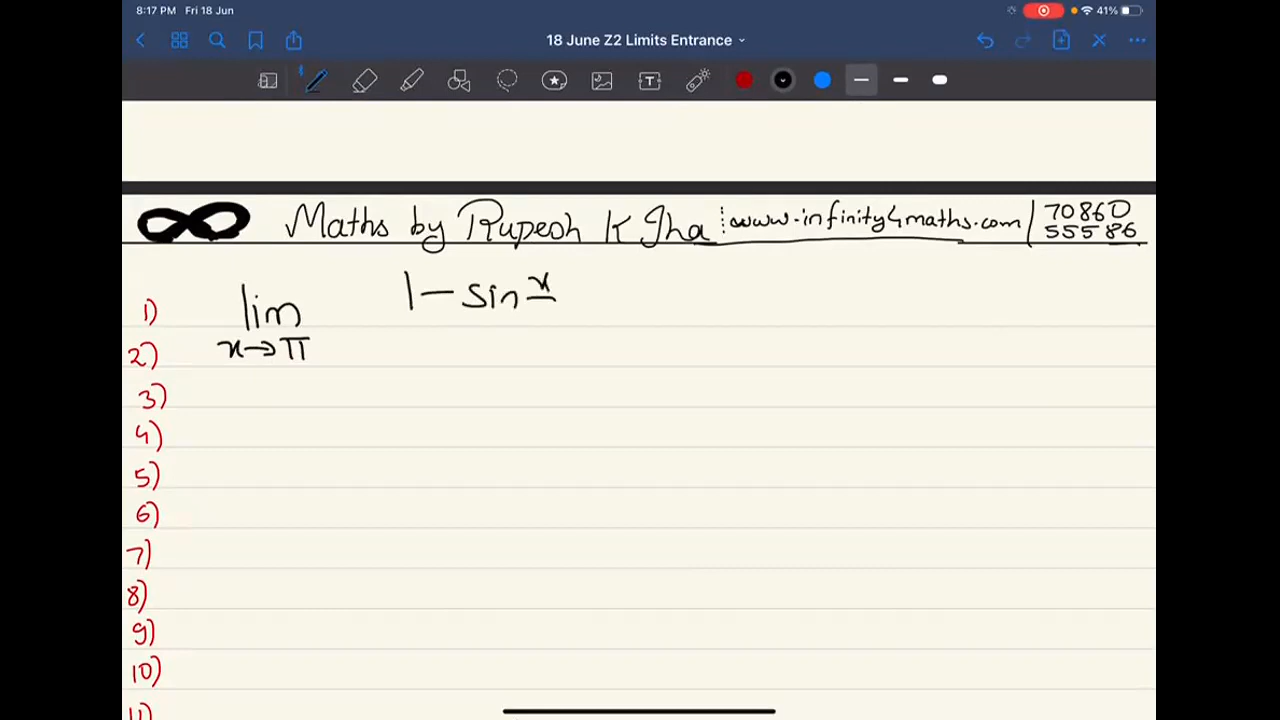 8:17 PM Fri 18 Jun 41%
18 June Z2 Limits Entrance
T
Maths by Rupesh K Jha www.infinity4maths.com 70860
55586
1) lim 1 - sin x
x→π
2)
3)
4)
5)
6)
7)
8)
9)
10)
11)